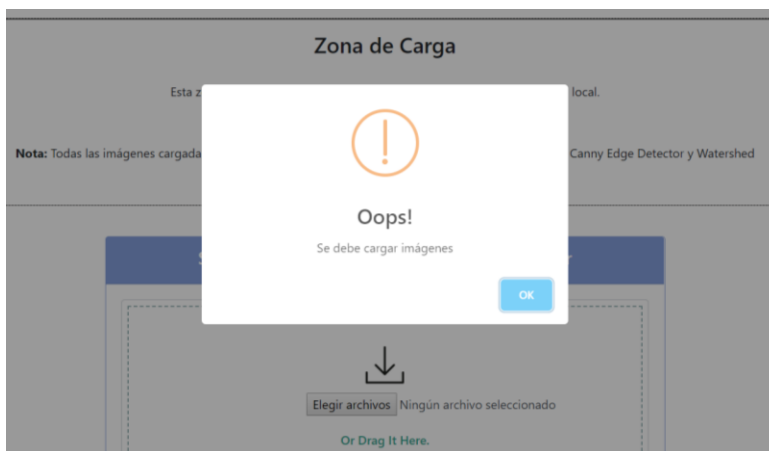 Zona de Carga
Esta z local.
Oops!
Nota: Todas las imágenes cargada Canny Edge Detector y Watershed
Se debe cargar imágenes
OK
Elegir archivos Ningún archivo seleccionado
Or Drag It Here.